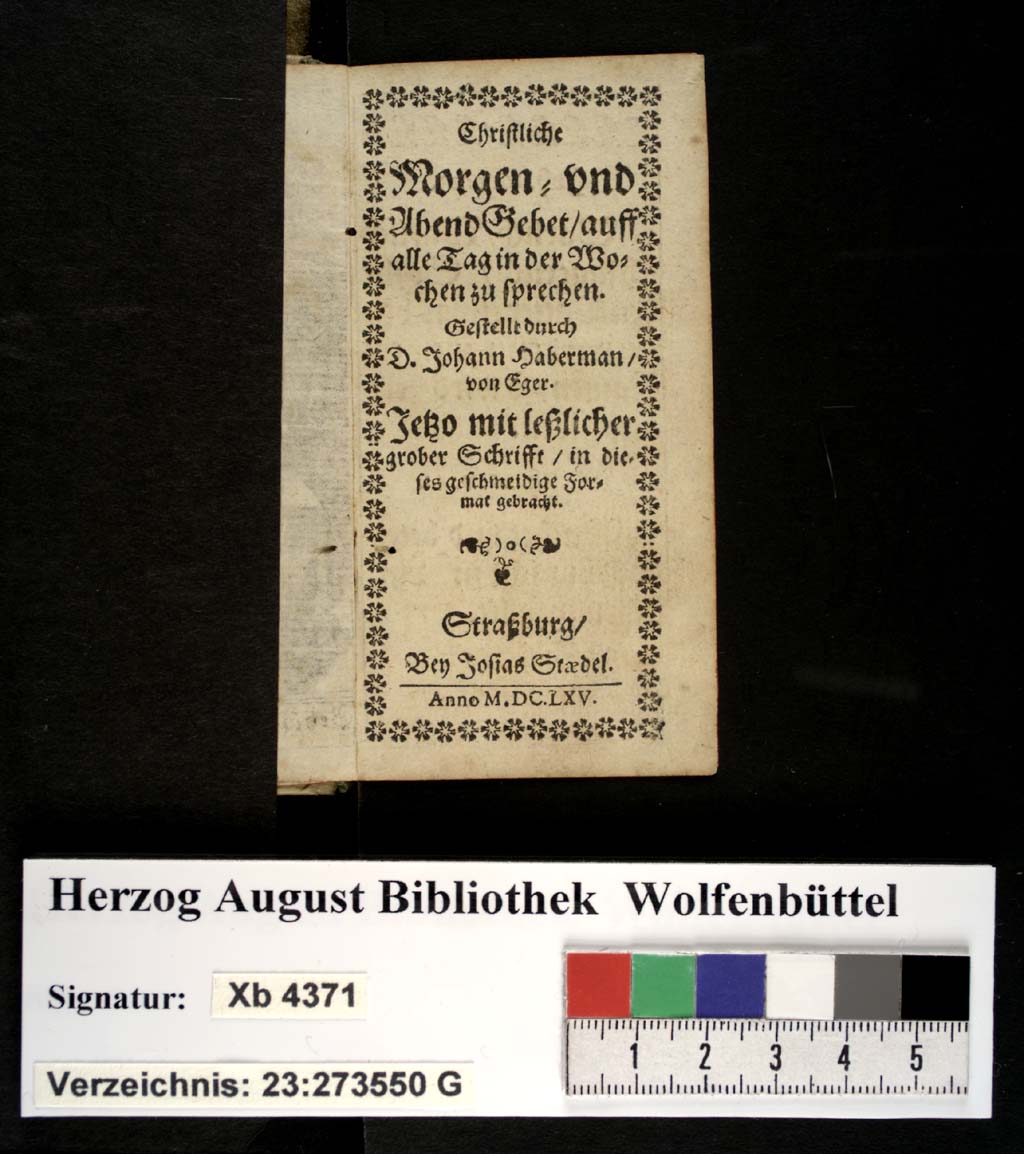 Christliche
Morgen- vnd
Abend Gebet/ auff
alle Tag in der Wo-
chen zu sprechen.
Gestellt durch
D. Johann Haberman/
von Eger.
Jetzo mit leßlicher
grober Schrifft / in die-
ses geschmeidige For-
mat gebracht.
Straßburg/
Bey Josias Stædel.
Anno M.DC.LXV.
Herzog August Bibliothek Wolfenbüttel
Signatur: Xb 4371
Verzeichnis: 23:273550 G
1 2 3 4 5